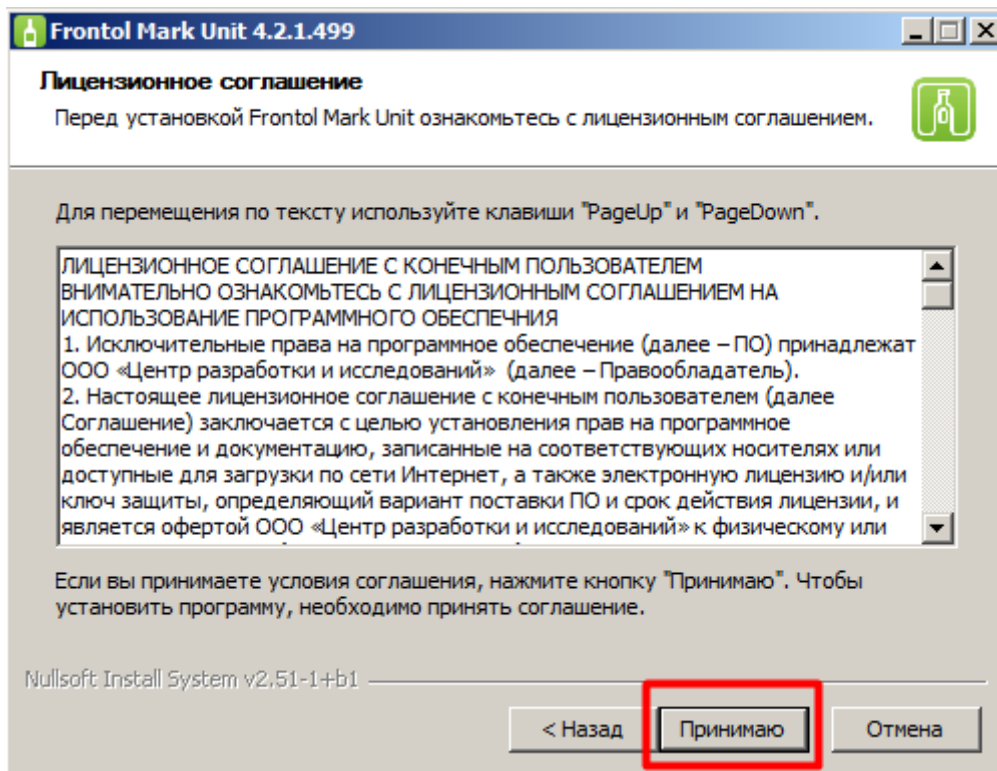 Frontol Mark Unit 4.2.1.499
Лицензионное соглашение
Перед установкой Frontol Mark Unit ознакомьтесь с лицензионным соглашением.
Для перемещения по тексту используйте клавиши "PageUp" и "PageDown".
ЛИЦЕНЗИОННОЕ СОГЛАШЕНИЕ С КОНЕЧНЫМ ПОЛЬЗОВАТЕЛЕМ
ВНИМАТЕЛЬНО ОЗНАКОМЬТЕСЬ С ЛИЦЕНЗИОННЫМ СОГЛАШЕНИЕМ НА
ИСПОЛЬЗОВАНИЕ ПРОГРАММНОГО ОБЕСПЕЧНИЯ
1. Исключительные права на программное обеспечение (далее – ПО) принадлежат
ООО «Центр разработки и исследований» (далее – Правообладатель).
2. Настоящее лицензионное соглашение с конечным пользователем (далее
Соглашение) заключается с целью установления прав на программное
обеспечение и документацию, записанные на соответствующих носителях или
доступные для загрузки по сети Интернет, а также электронную лицензию и/или
ключ защиты, определяющий вариант поставки ПО и срок действия лицензии, и
является офертой ООО «Центр разработки и исследований» к физическому или
Если вы принимаете условия соглашения, нажмите кнопку "Принимаю". Чтобы
установить программу, необходимо принять соглашение.
Nullsoft Install System v2.51-1+b1
< Назад Принимаю Отмена